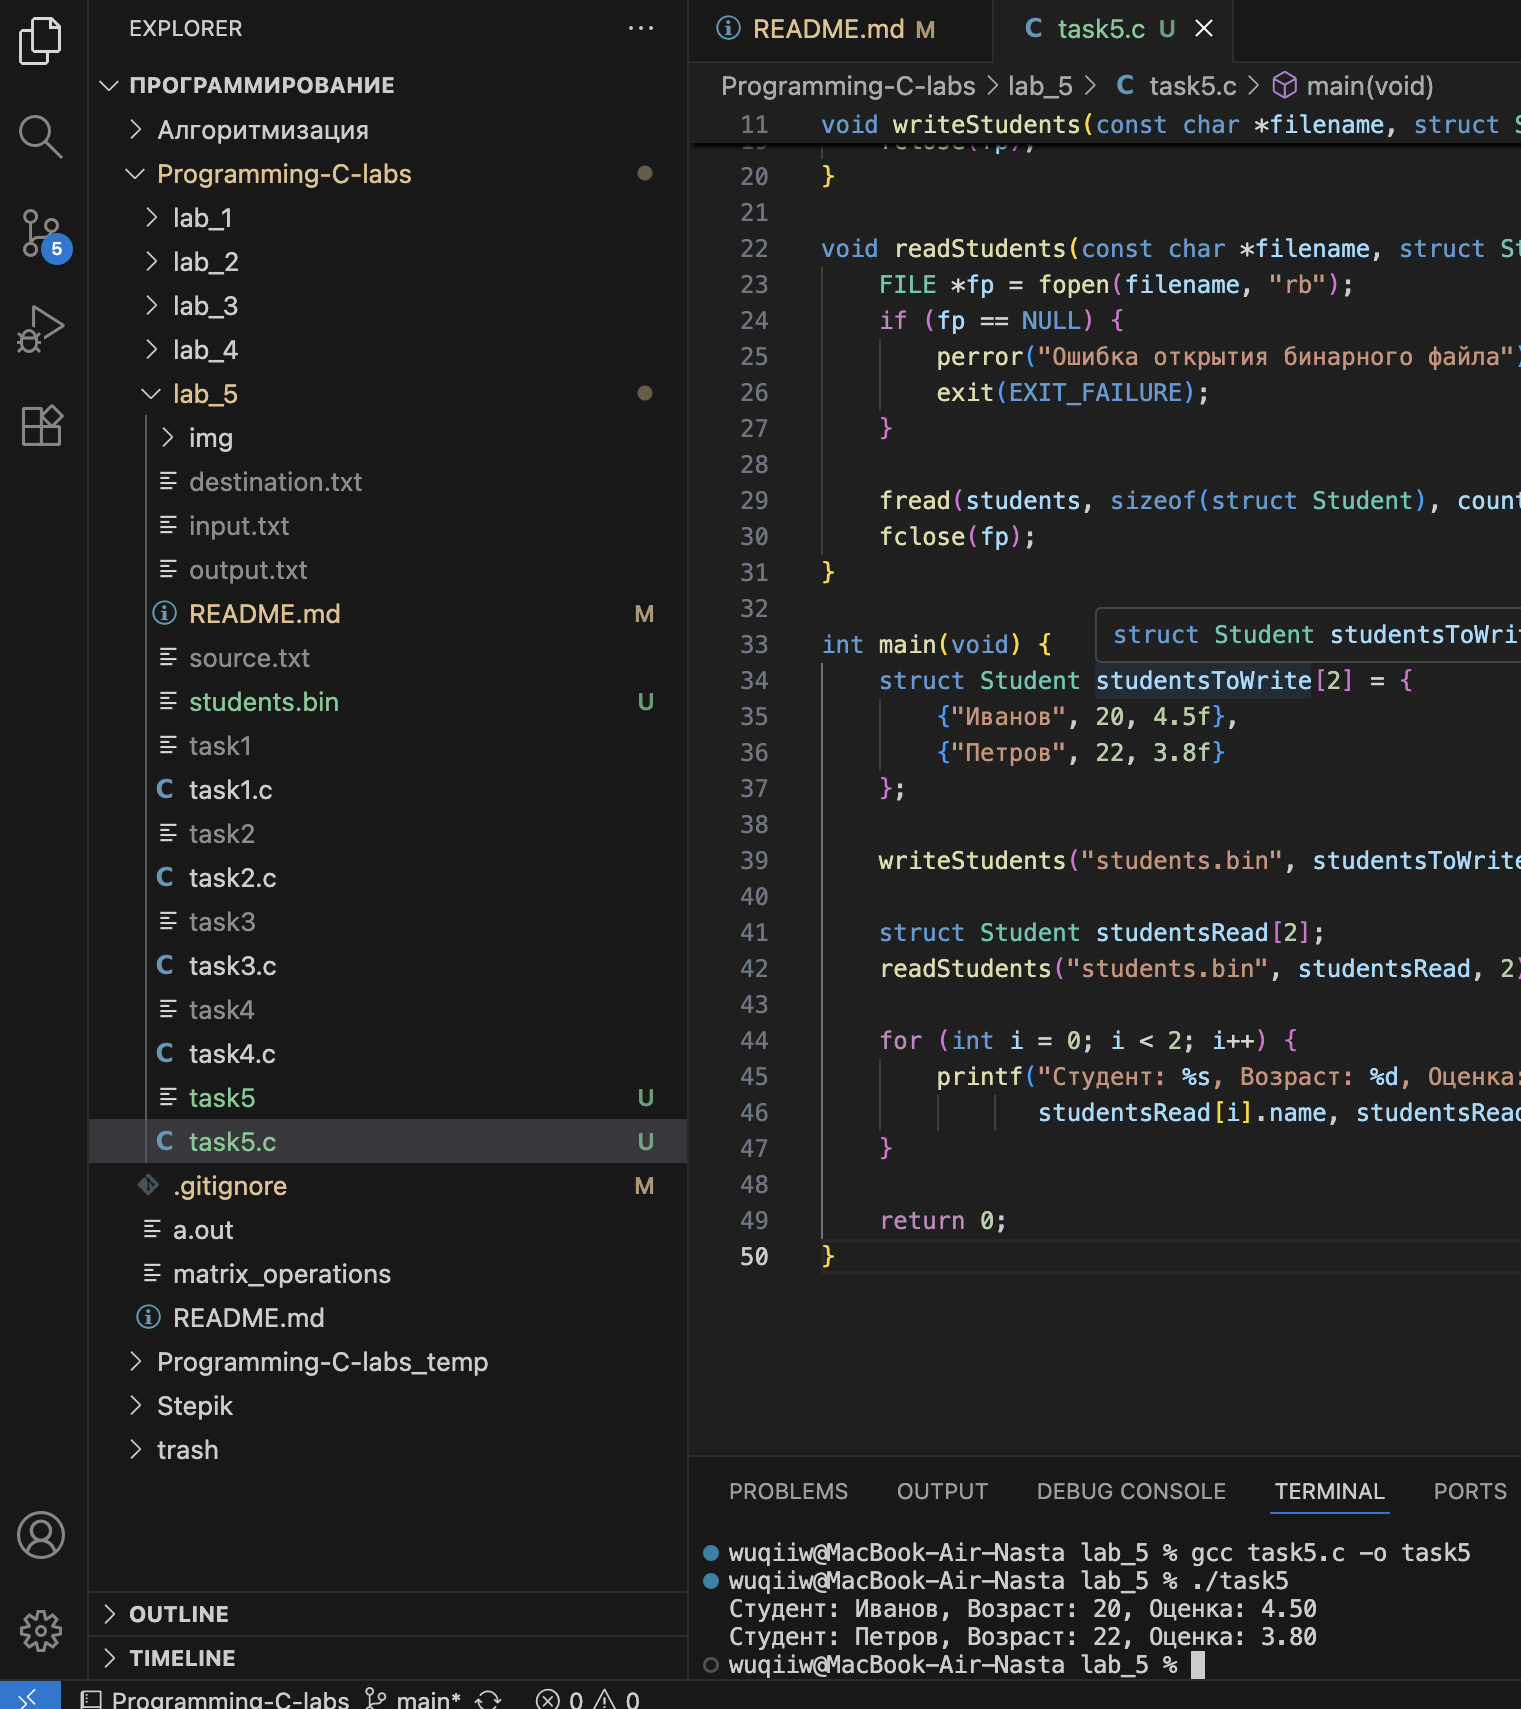 EXPLORER
ПРОГРАММИРОВАНИЕ
Алгоритмизация
Programming-C-labs
lab_1
lab_2
lab_3
lab_4
lab_5
img
destination.txt
input.txt
output.txt
README.md M
source.txt
students.bin U
task1
task1.c
task2
task2.c
task3
task3.c
task4
task4.c
task5 U
task5.c U
.gitignore M
a.out
matrix_operations
README.md
Programming-C-labs_temp
Stepik
trash
OUTLINE
TIMELINE
5
README.md M
task5.c U
Programming-C-labs > lab_5 > C task5.c > main(void)
11 void writeStudents(const char *filename, struct S
20 }
21
22 void readStudents(const char *filename, struct St
23 FILE *fp = fopen(filename, "rb");
24 if (fp == NULL) {
25 perror("Ошибка открытия бинарного файла")
26 exit(EXIT_FAILURE);
27 }
28
29 fread(students, sizeof(struct Student), count
30 fclose(fp);
31 }
32
struct Student studentsToWrit
33 int main(void) {
34 struct Student studentsToWrite[2] = {
35 {"Иванов", 20, 4.5f},
36 {"Петров", 22, 3.8f}
37 };
38
39 writeStudents("students.bin", studentsToWrite
40
41 struct Student studentsRead[2];
42 readStudents("students.bin", studentsRead, 2)
43
44 for (int i = 0; i < 2; i++) {
45 printf("Студент: %s, Возраст: %d, Оценка:
46 studentsRead[i].name, studentsRead
47 }
48
49 return 0;
50 }
PROBLEMS OUTPUT DEBUG CONSOLE TERMINAL PORTS
wuqiiw@MacBook-Air-Nasta lab_5 % gcc task5.c -o task5
wuqiiw@MacBook-Air-Nasta lab_5 % ./task5
Студент: Иванов, Возраст: 20, Оценка: 4.50
Студент: Петров, Возраст: 22, Оценка: 3.80
wuqiiw@MacBook-Air-Nasta lab_5 %
Programming-C-labs main* 0 0